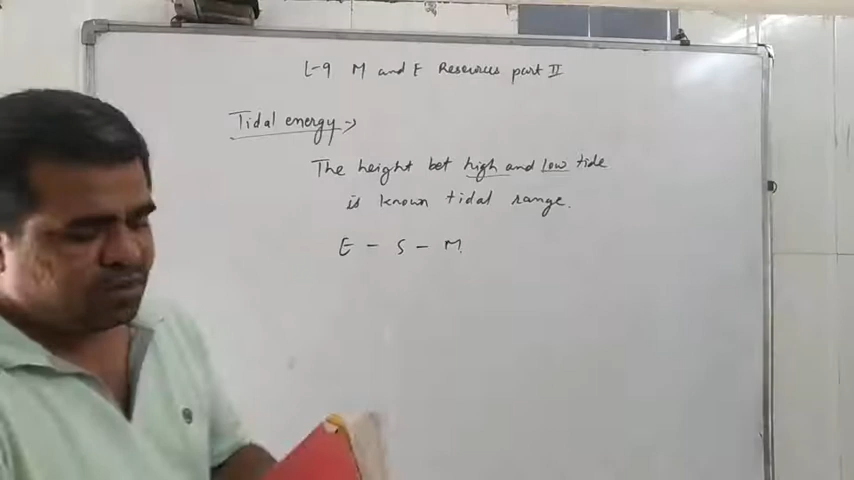 L-9 M and E Resources part II
Tidal energy →
The height bet high and low tide
is known tidal range.
E - S - M